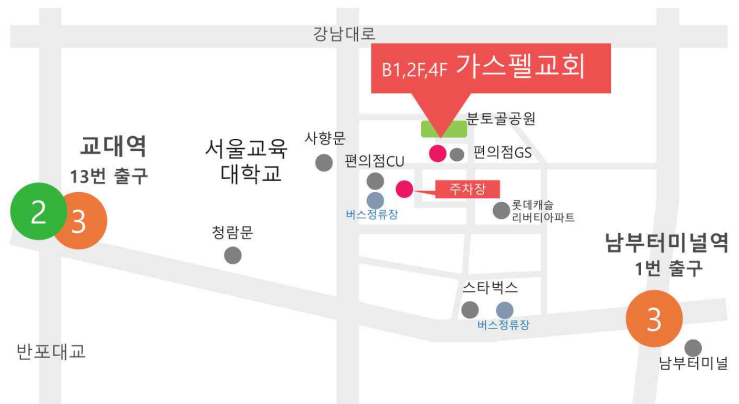 강남대로
B1,2F,4F 가스펠교회
분토골공원
교대역
13번 출구
2
3
서울교육
대학교
사향문
편의점CU
편의점GS
주차장
버스정류장
롯데캐슬
리버티아파트
청람문
남부터미널역
1번 출구
3
스타벅스
버스정류장
반포대교
남부터미널